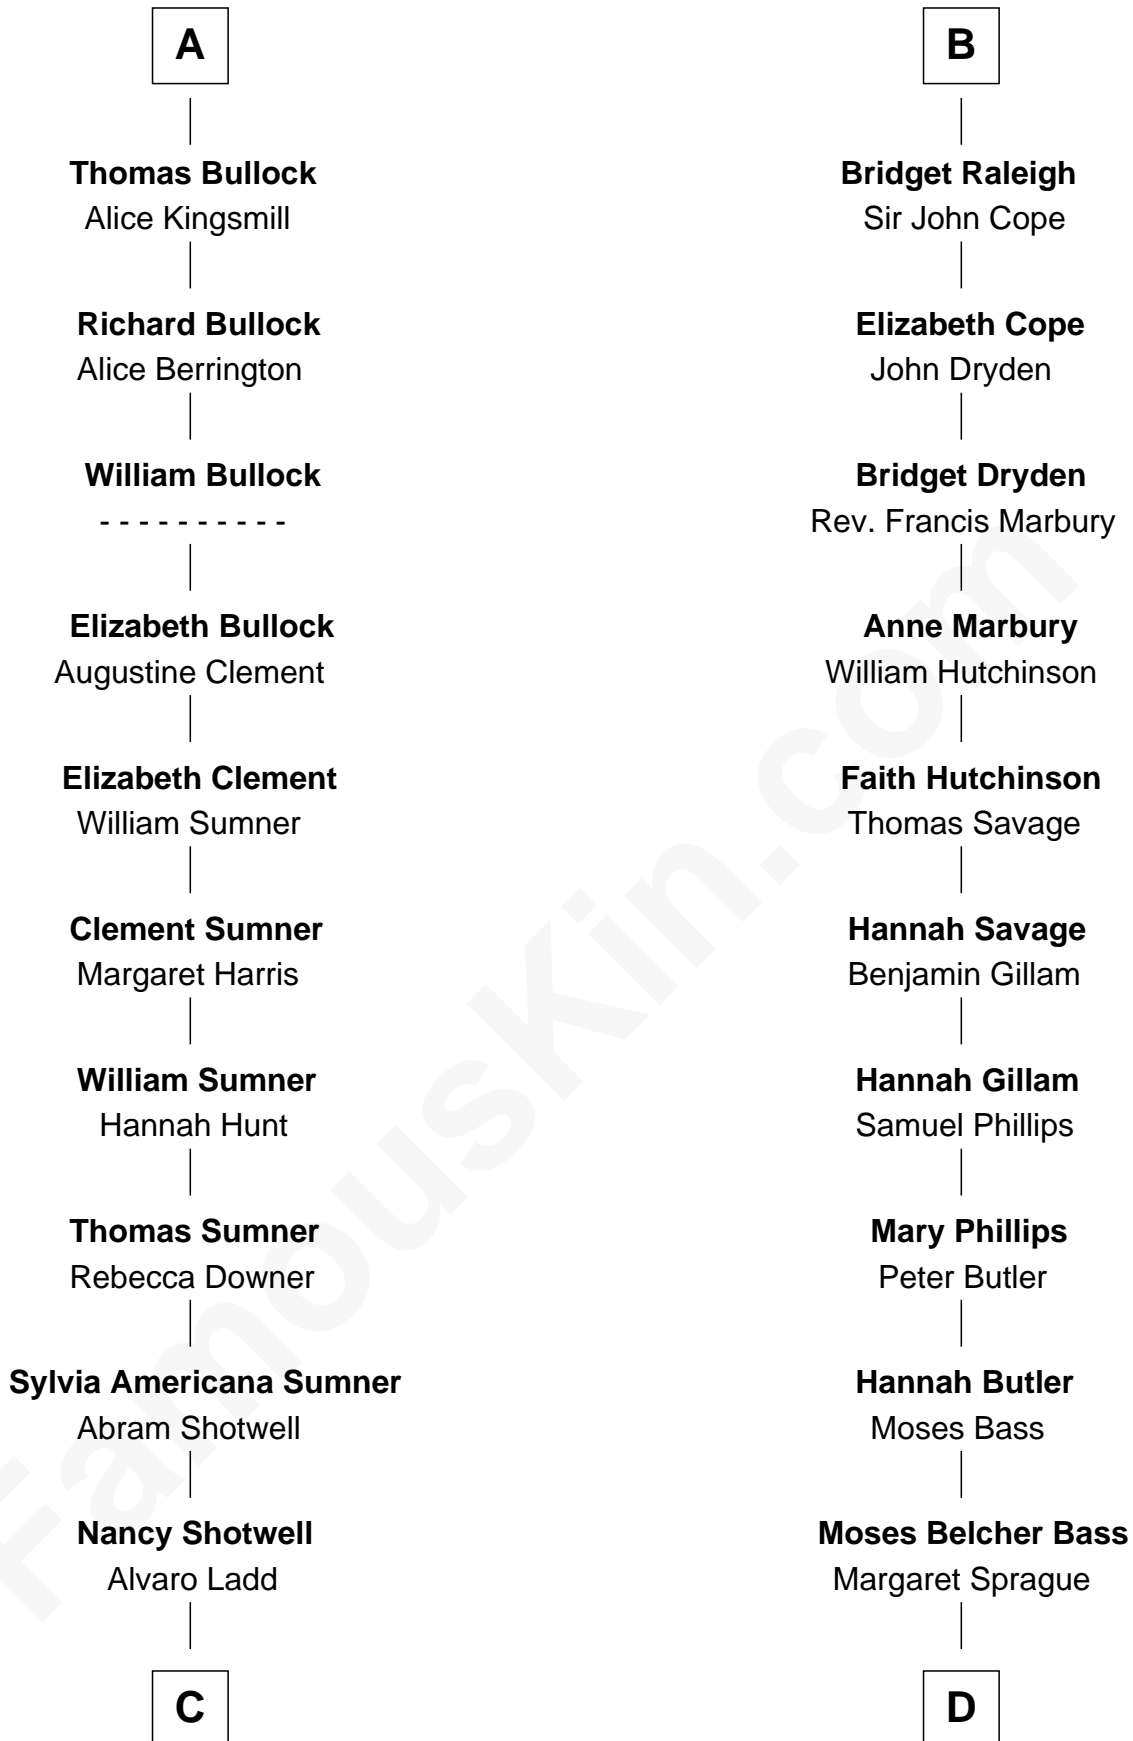 A
Thomas Bullock
Alice Kingsmill
Richard Bullock
Alice Berrington
William Bullock
- - - - - - - - - -
Elizabeth Bullock
Augustine Clement
Elizabeth Clement
William Sumner
Clement Sumner
Margaret Harris
William Sumner
Hannah Hunt
Thomas Sumner
Rebecca Downer
Sylvia Americana Sumner
Abram Shotwell
Nancy Shotwell
Alvaro Ladd
C
B
Bridget Raleigh
Sir John Cope
Elizabeth Cope
John Dryden
Bridget Dryden
Rev. Francis Marbury
Anne Marbury
William Hutchinson
Faith Hutchinson
Thomas Savage
Hannah Savage
Benjamin Gillam
Hannah Gillam
Samuel Phillips
Mary Phillips
Peter Butler
Hannah Butler
Moses Bass
Moses Belcher Bass
Margaret Sprague
D
FamousKin.com